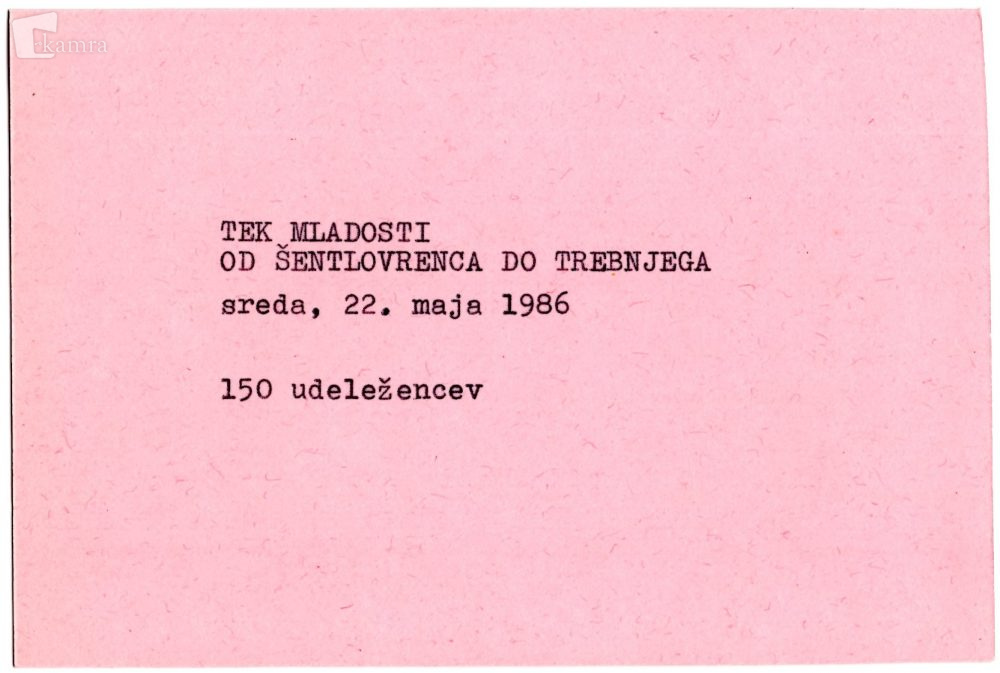 kamra
TEK MLADOSTI
OD ŠENTLOVRENCA DO TREBNJEGA
sreda, 22. maja 1986
150 udeležencev